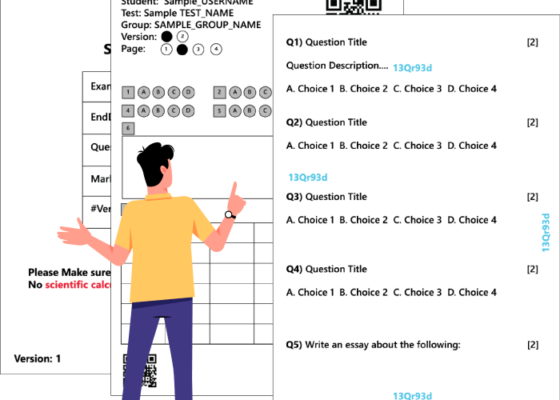 S
Exar
EndD
Que
Mar
#Ver
Please Make sure
No scientific calc
Version: 1
Student: Sample_USERNAME
Test: Sample TEST_NAME
Group: SAMPLE_GROUP_NAME
Version: 2
Page: 1 3 4
1 A B C D 2 A B C
4 A B C D 5 A B C
6
Q1) Question Title [2]
Question Description.... 13Qr93d
A. Choice 1 B. Choice 2 C. Choice 3 D. Choice 4
Q2) Question Title [2]
A. Choice 1 B. Choice 2 C. Choice 3 D. Choice 4
13Qr93d
Q3) Question Title [2]
A. Choice 1 B. Choice 2 C. Choice 3 D. Choice 4
13Qr93d
Q4) Question Title [2]
A. Choice 1 B. Choice 2 C. Choice 3 D. Choice 4
Q5) Write an essay about the following: [2]
13Qr93d